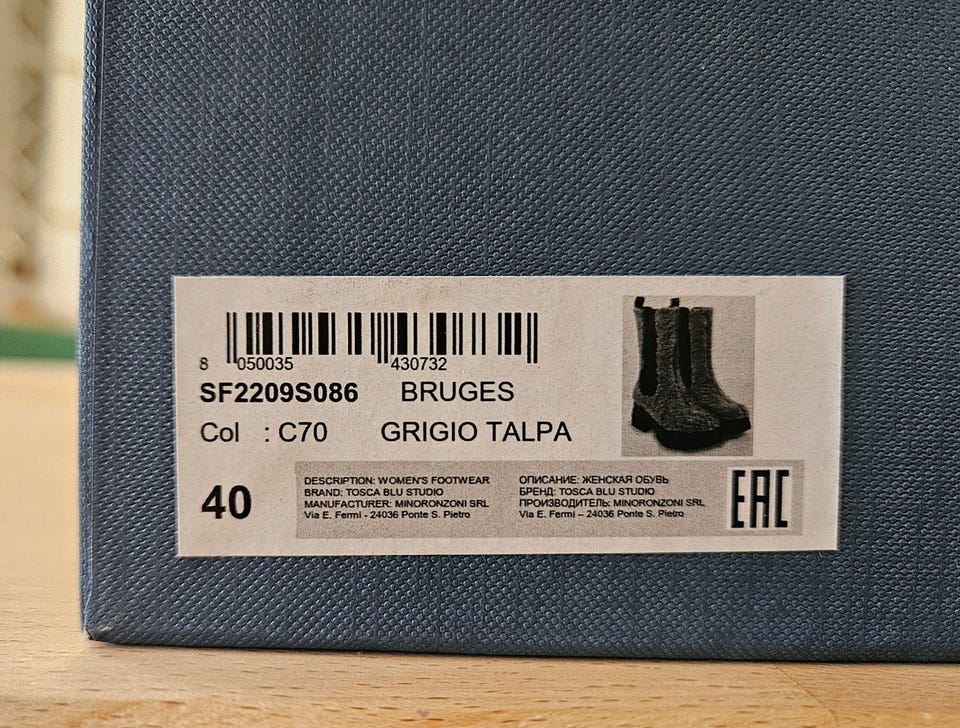 8 050035 430732
SF2209S086 BRUGES
Col : C70 GRIGIO TALPA
40
DESCRIPTION: WOMEN'S FOOTWEAR
BRAND: TOSCA BLU STUDIO
MANUFACTURER: MINORONZONI SRL
Via E. Fermi - 24036 Ponte S. Pietro
ОПИСАНИЕ: ЖЕНСКАЯ ОБУВЬ
БРЕНД: TOSCA BLU STUDIO
ПРОИЗВОДИТЕЛЬ: MINORONZONI SRL
Via E. Fermi – 24036 Ponte S. Pietro
EAC